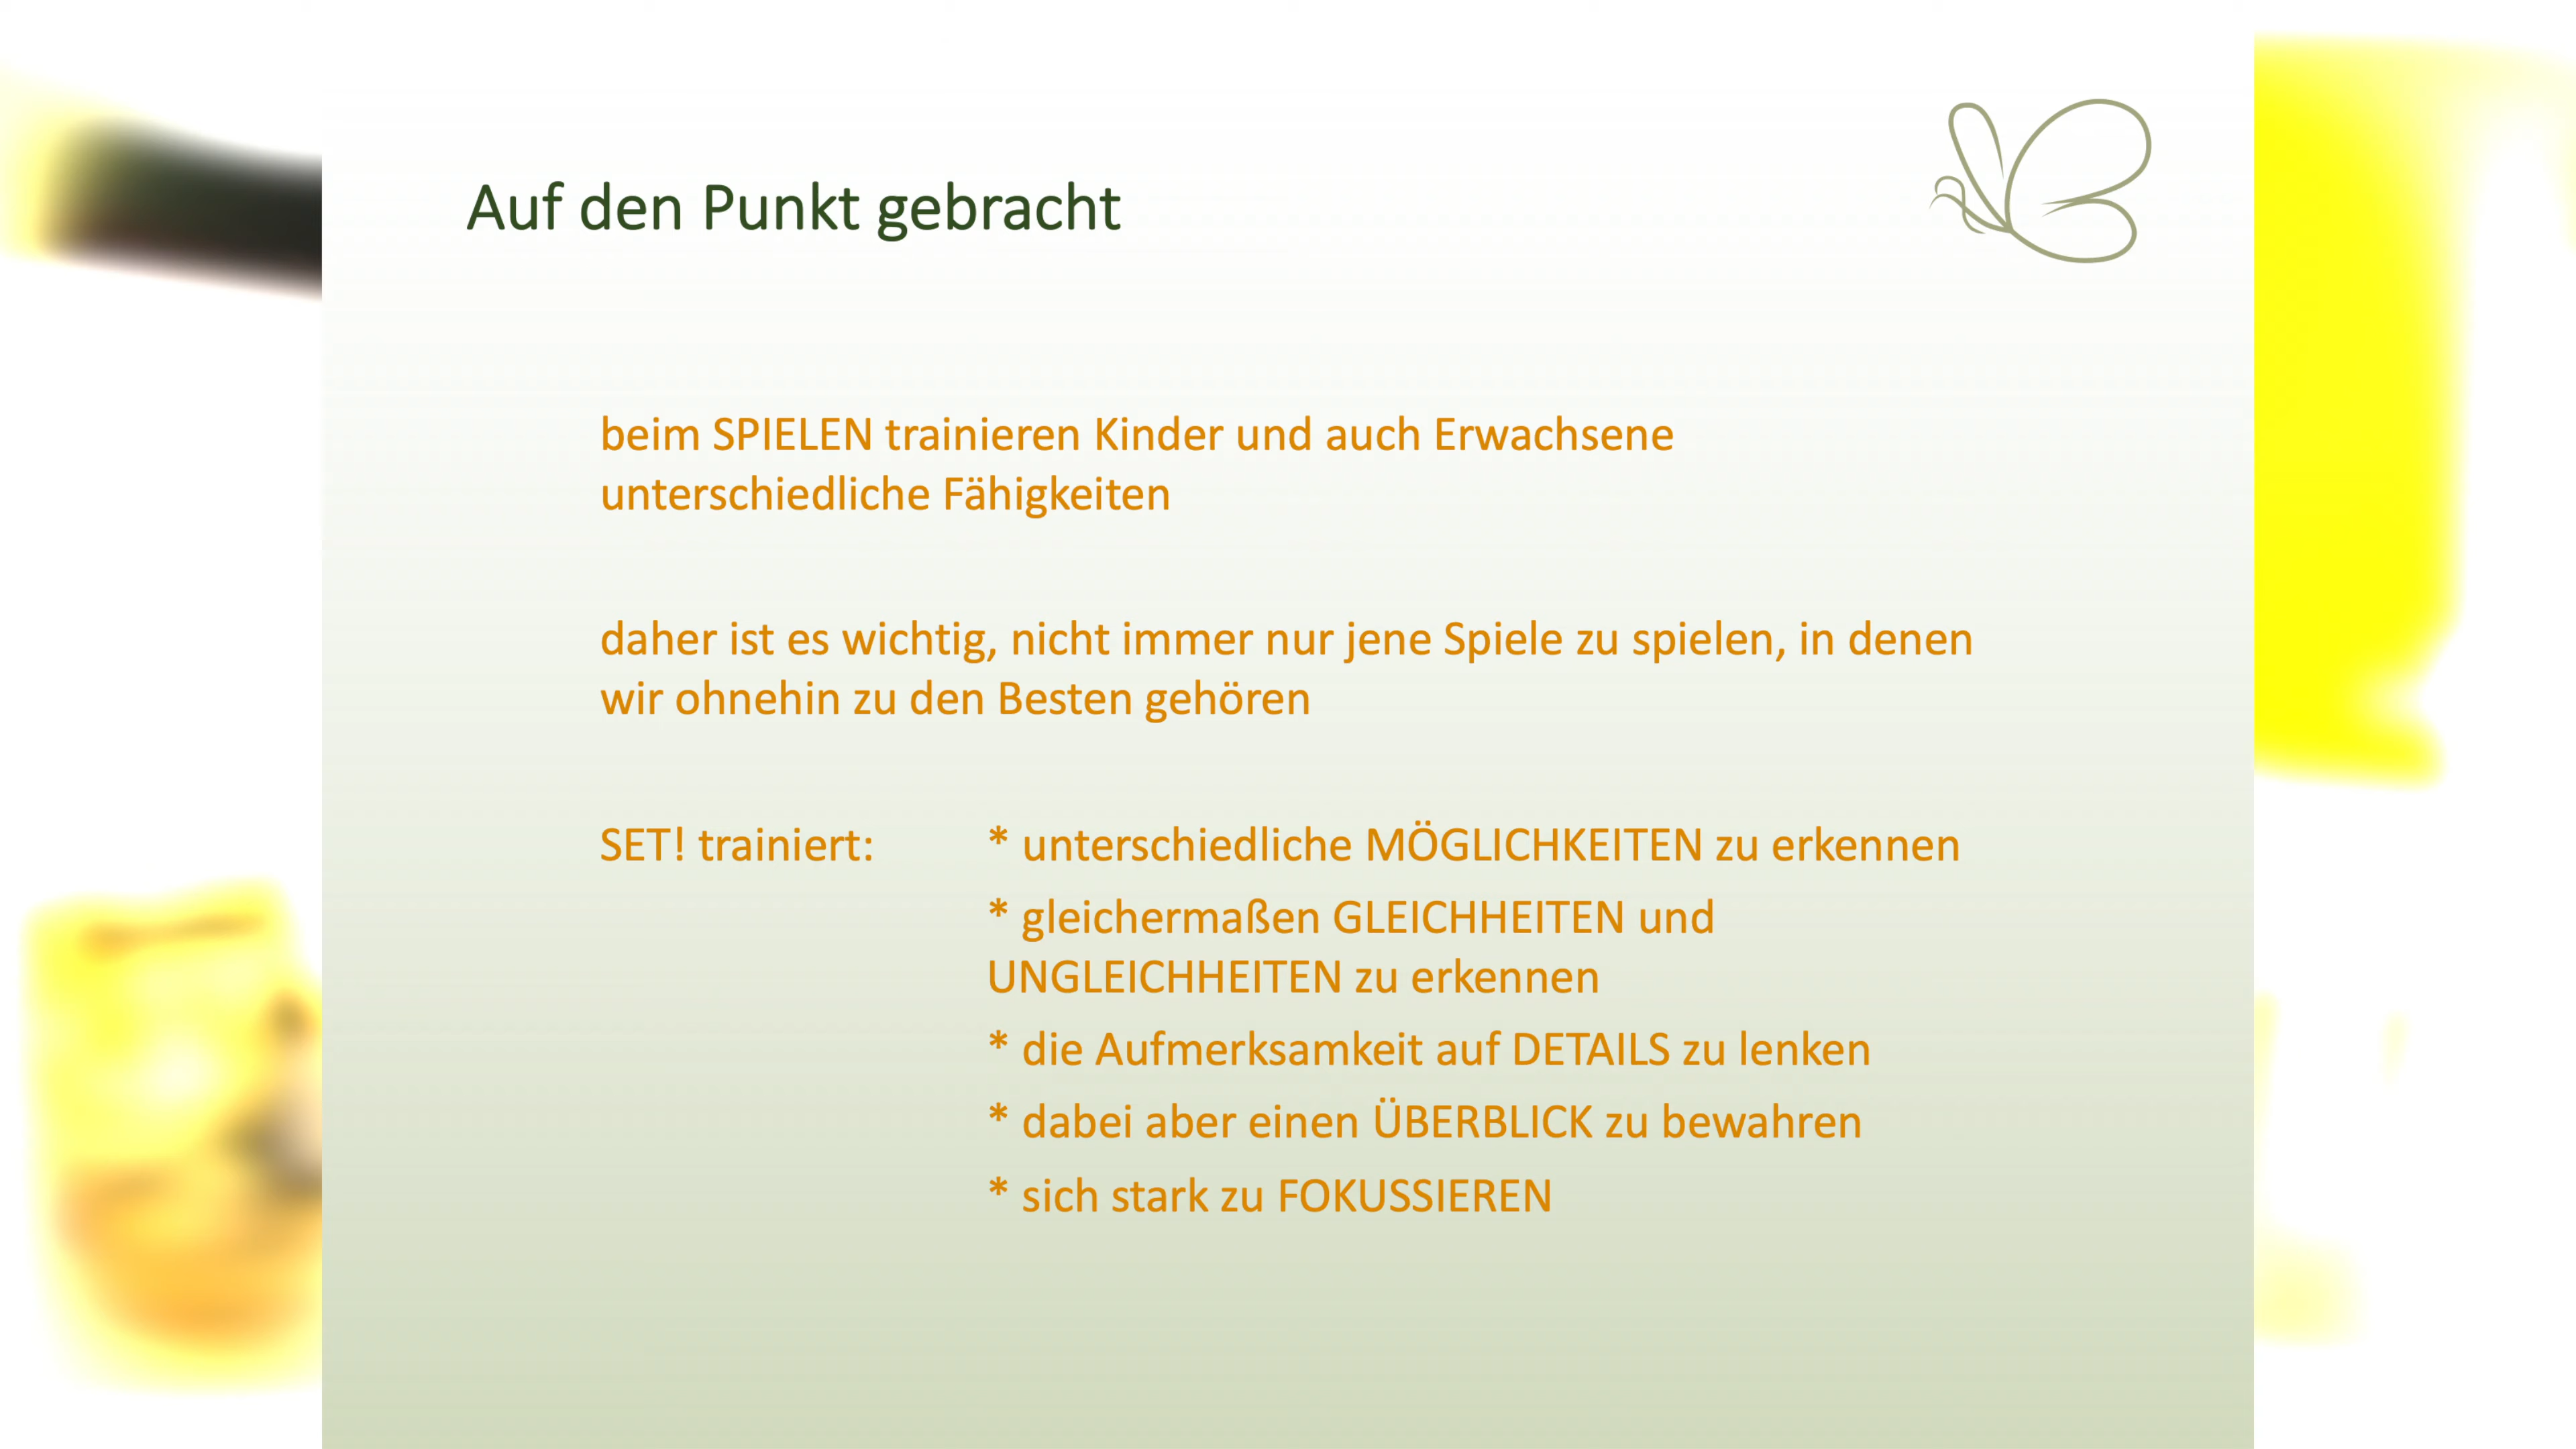 Auf den Punkt gebracht
beim SPIELEN trainieren Kinder und auch Erwachsene
unterschiedliche Fähigkeiten
daher ist es wichtig, nicht immer nur jene Spiele zu spielen, in denen
wir ohnehin zu den Besten gehören
SET! trainiert: * unterschiedliche MÖGLICHKEITEN zu erkennen
* gleichermaßen GLEICHHEITEN und
UNGLEICHHEITEN zu erkennen
* die Aufmerksamkeit auf DETAILS zu lenken
* dabei aber einen ÜBERBLICK zu bewahren
* sich stark zu FOKUSSIEREN